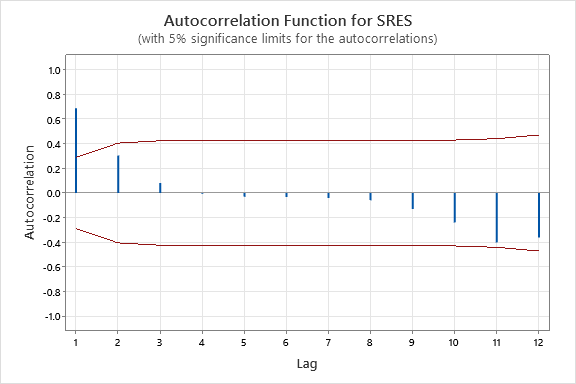 Autocorrelation Function for SRES
(with 5% significance limits for the autocorrelations)
1.0
0.8
0.6
0.4
0.2
0.0
-0.2
-0.4
-0.6
-0.8
-1.0
Autocorrelation
1 2 3 4 5 6 7 8 9 10 11 12
Lag